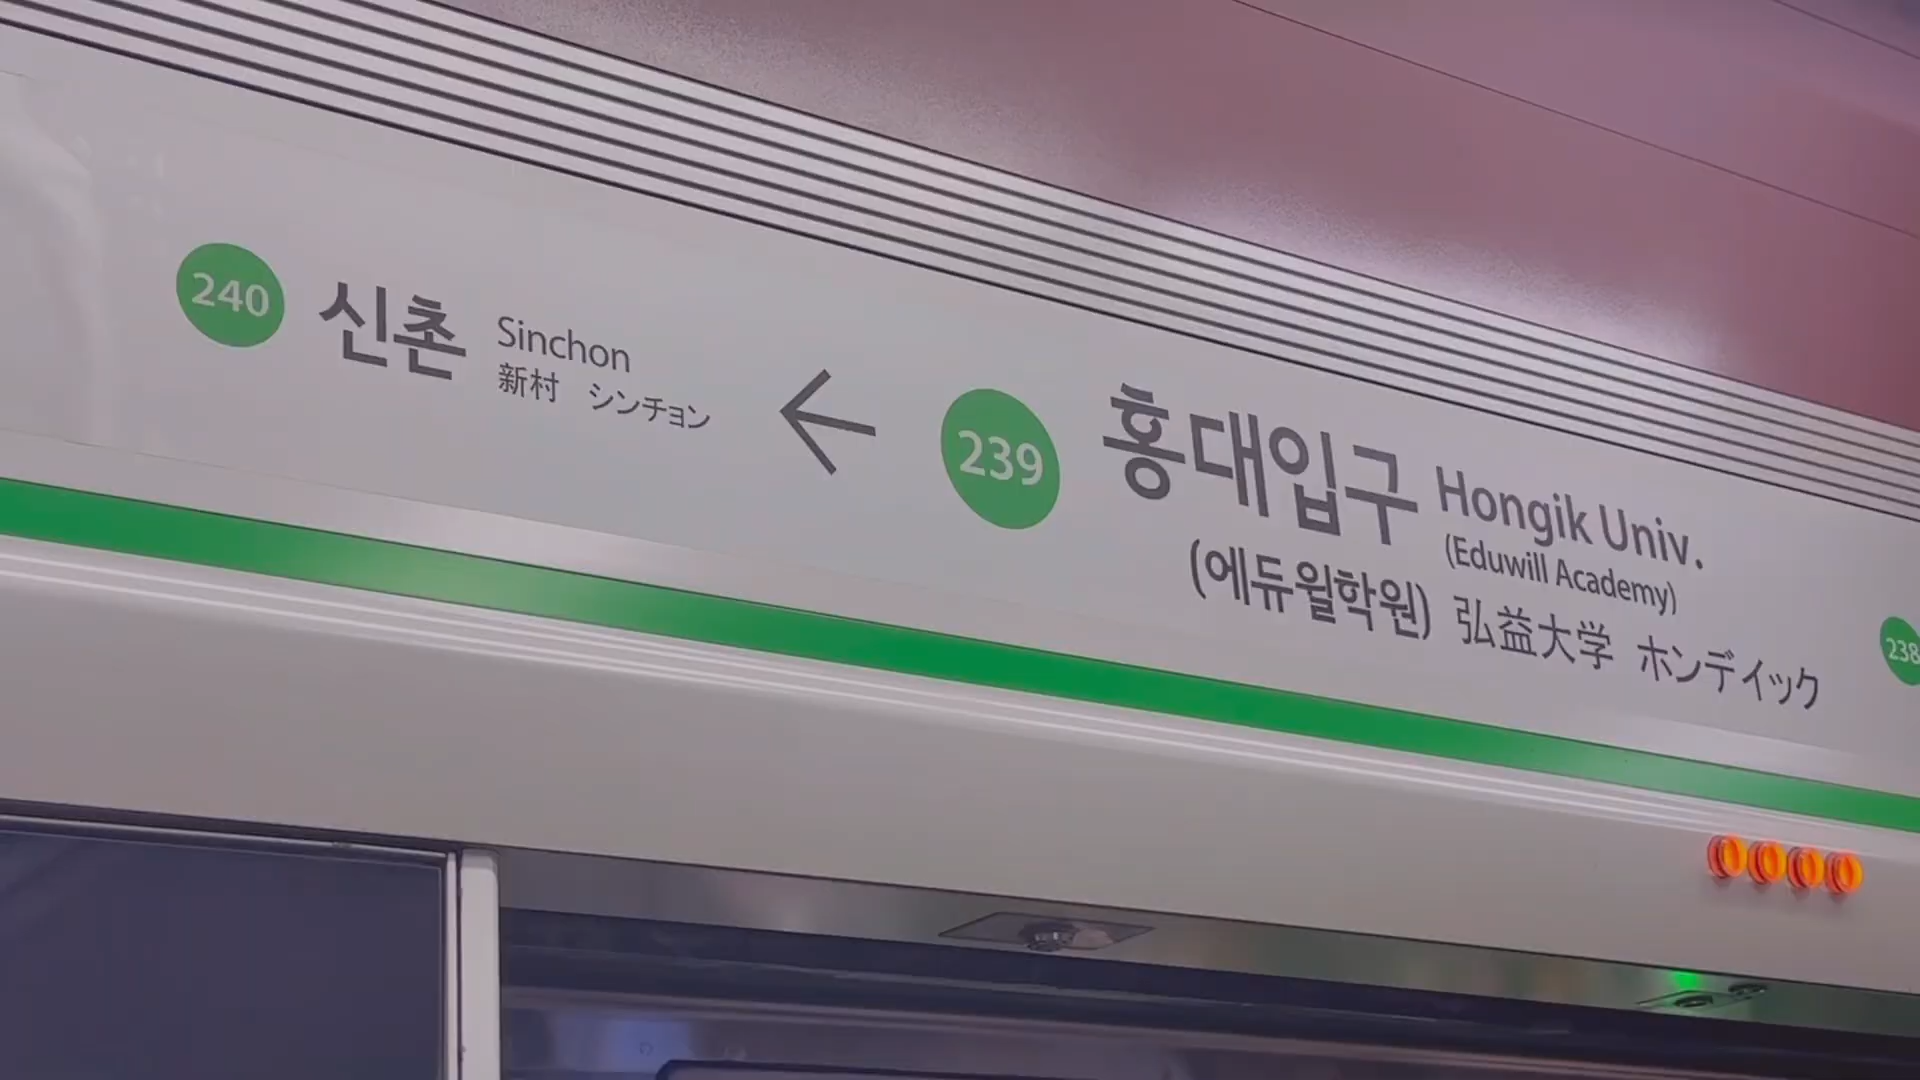 240 신촌 Sinchon
新村 シンチョン
239 홍대입구 Hongik Univ.
(에듀윌학원) (Eduwill Academy)
弘益大学 ホンデイック
238